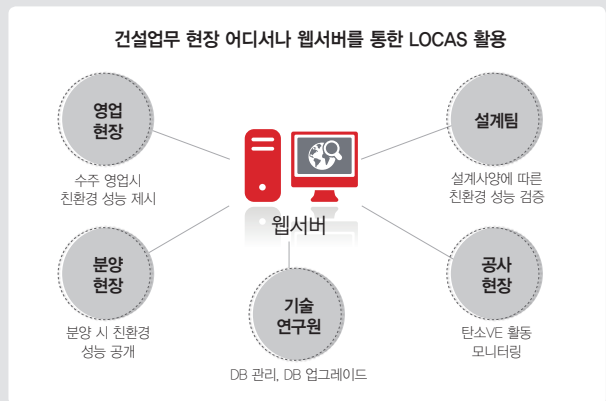 건설업무 현장 어디서나 웹서버를 통한 LOCAS 활용
영업
현장
수주 영업시
친환경 성능 제시
설계팀
설계사양에 따른
친환경 성능 검증
웹서버
분양
현장
분양 시 친환경
성능 공개
기술
연구원
DB 관리, DB 업그레이드
공사
현장
탄소VE 활동
모니터링